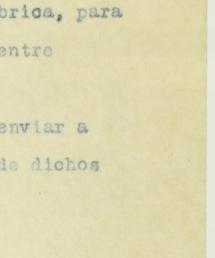 brica, para
entre
enviar a
de dichos